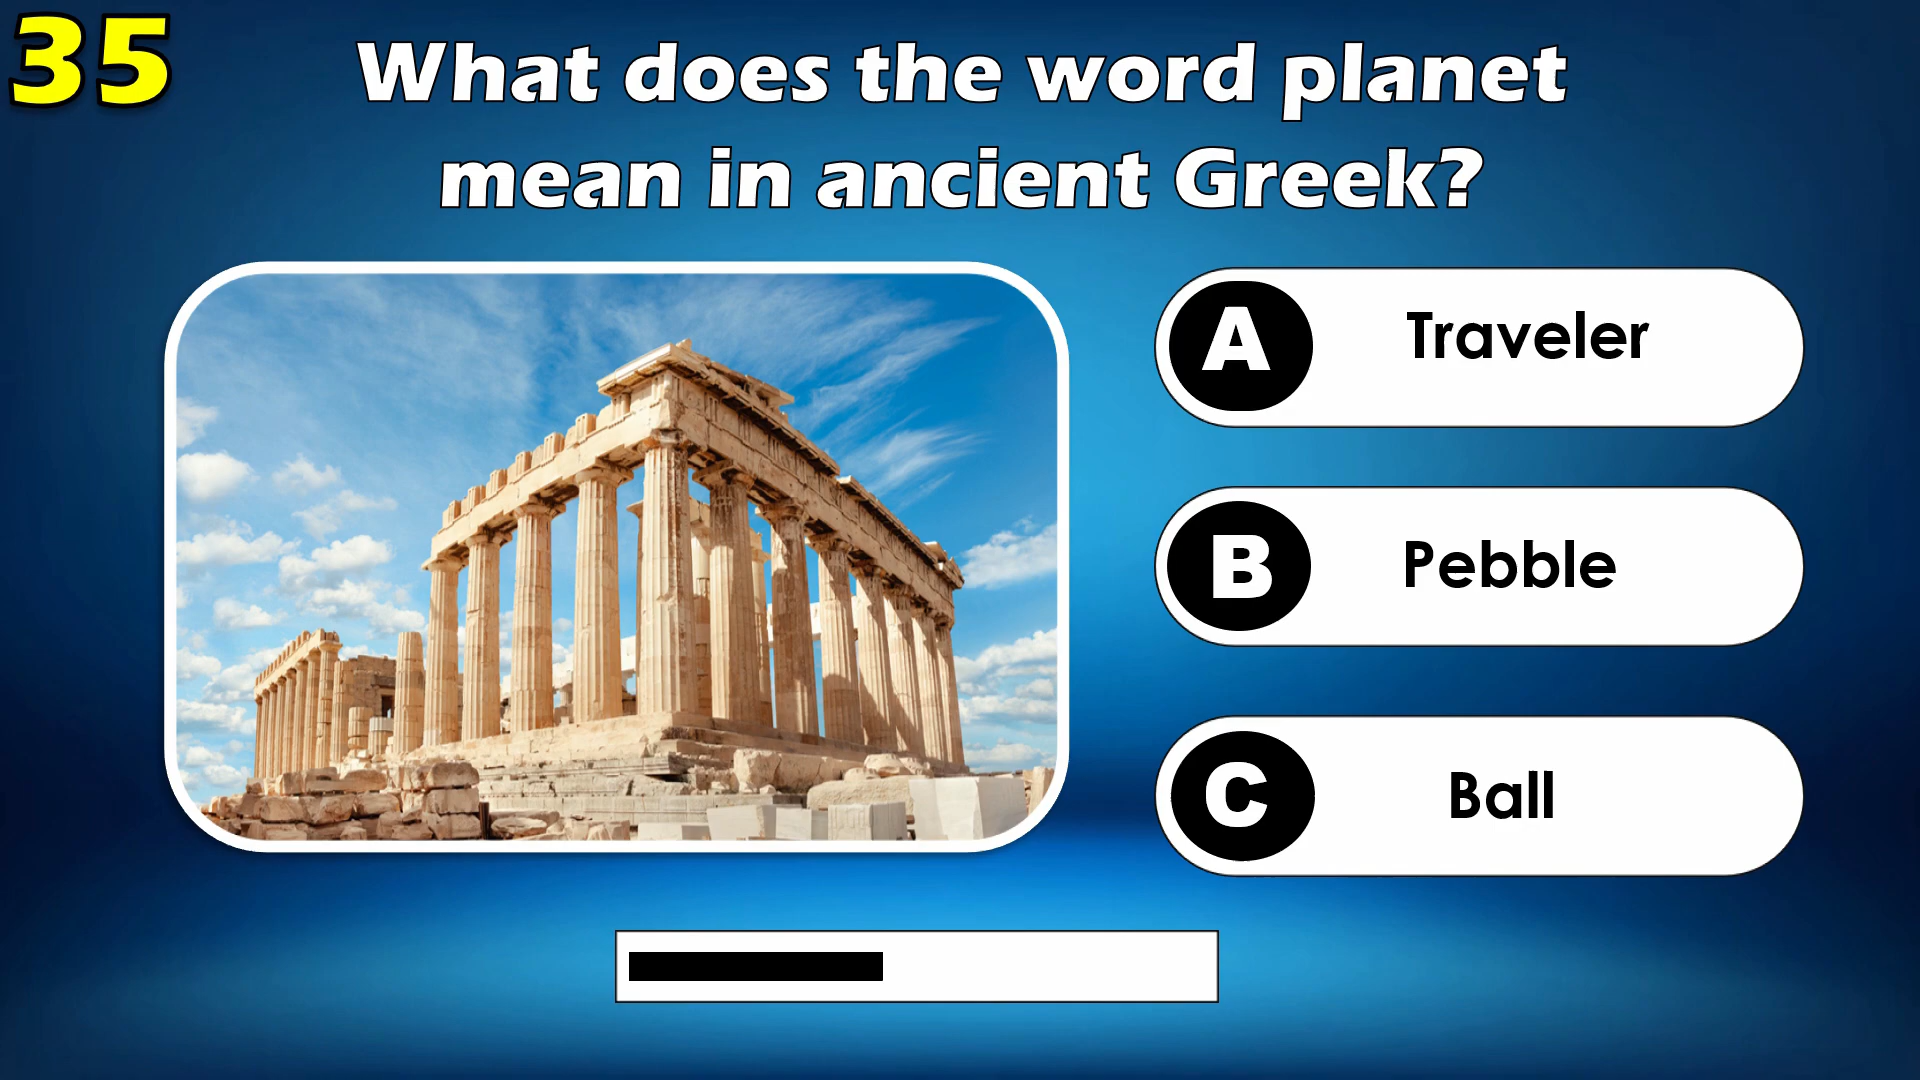 35
What does the word planet
mean in ancient Greek?
A Traveler
B Pebble
C Ball